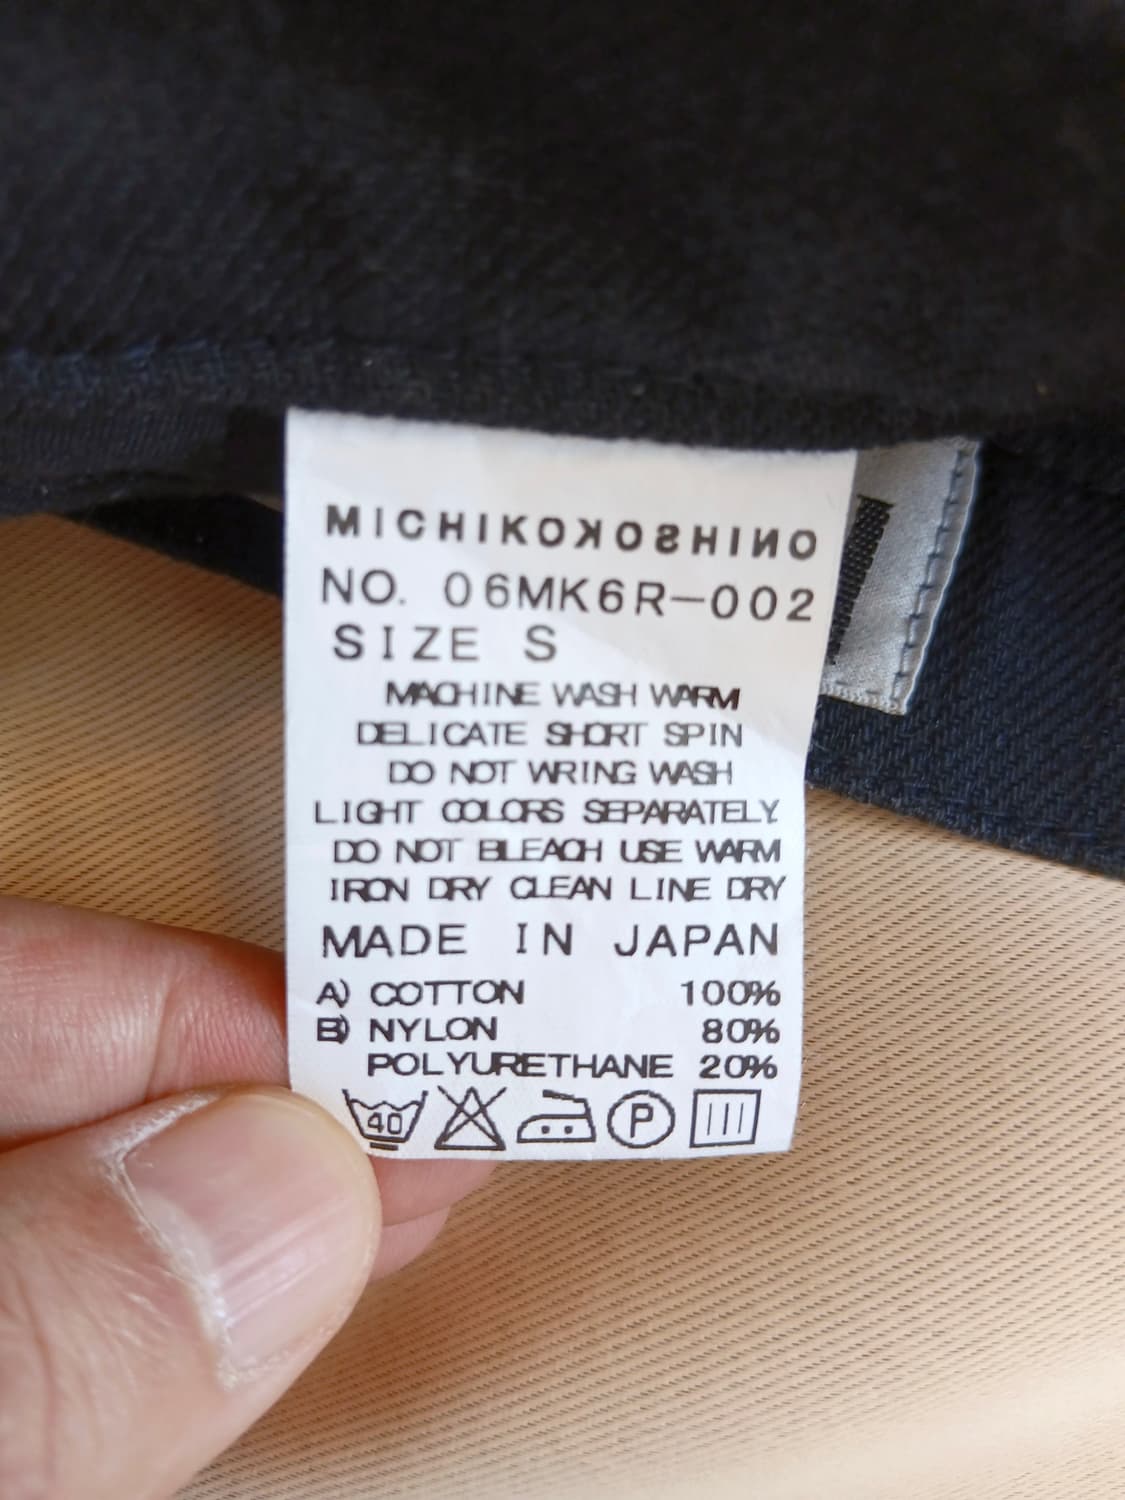 MICHIKOKOSHINO
NO. 06MK6R-002
SIZE S
MACHINE WASH WARM
DELICATE SHORT SPIN
DO NOT WRING WASH
LIGHT COLORS SEPARATELY.
DO NOT BLEACH USE WARM
IRON DRY CLEAN LINE DRY
MADE IN JAPAN
A) COTTON 100%
B) NYLON 80%
POLYURETHANE 20%
40 P